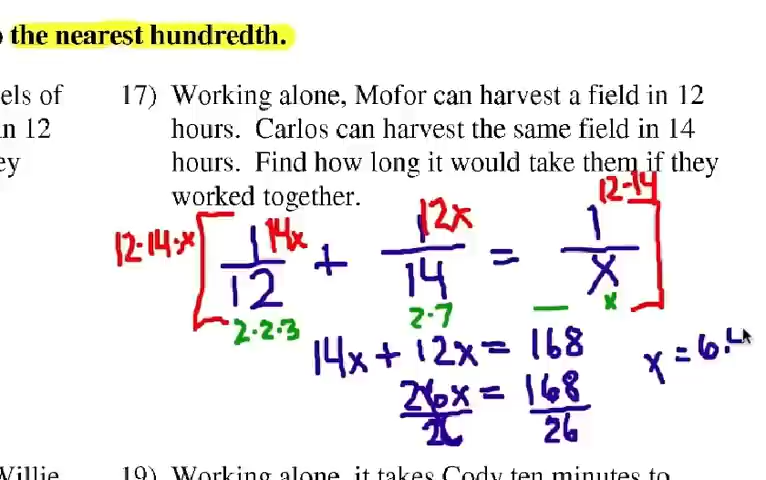 the nearest hundredth.
els of
n 12
ey
17) Working alone, Mofor can harvest a field in 12
hours. Carlos can harvest the same field in 14
hours. Find how long it would take them if they
worked together.
12·14·x [ 1/12 14x + 1/14 12x = 1/x 12·14 ]
2·2·3 2·7 x
14x + 12x = 168
26x/26 = 168/26
x = 6.4
Willie
19) Working alone, it takes Cody ten minutes to